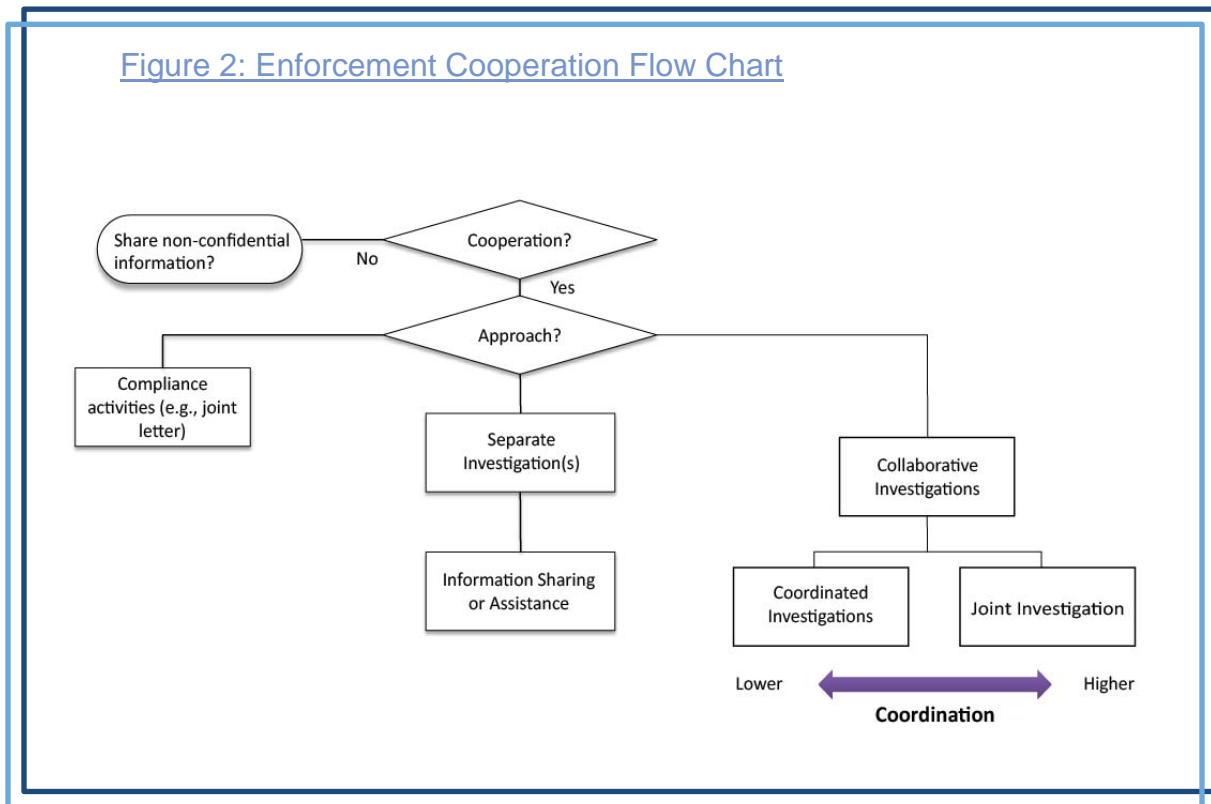 Figure 2: Enforcement Cooperation Flow Chart
Share non-confidential
information?
Cooperation?
No
Yes
Approach?
Compliance
activities (e.g., joint
letter)
Separate
Investigation(s)
Collaborative
Investigations
Information Sharing
or Assistance
Coordinated
Investigations
Joint Investigation
Lower
Higher
Coordination